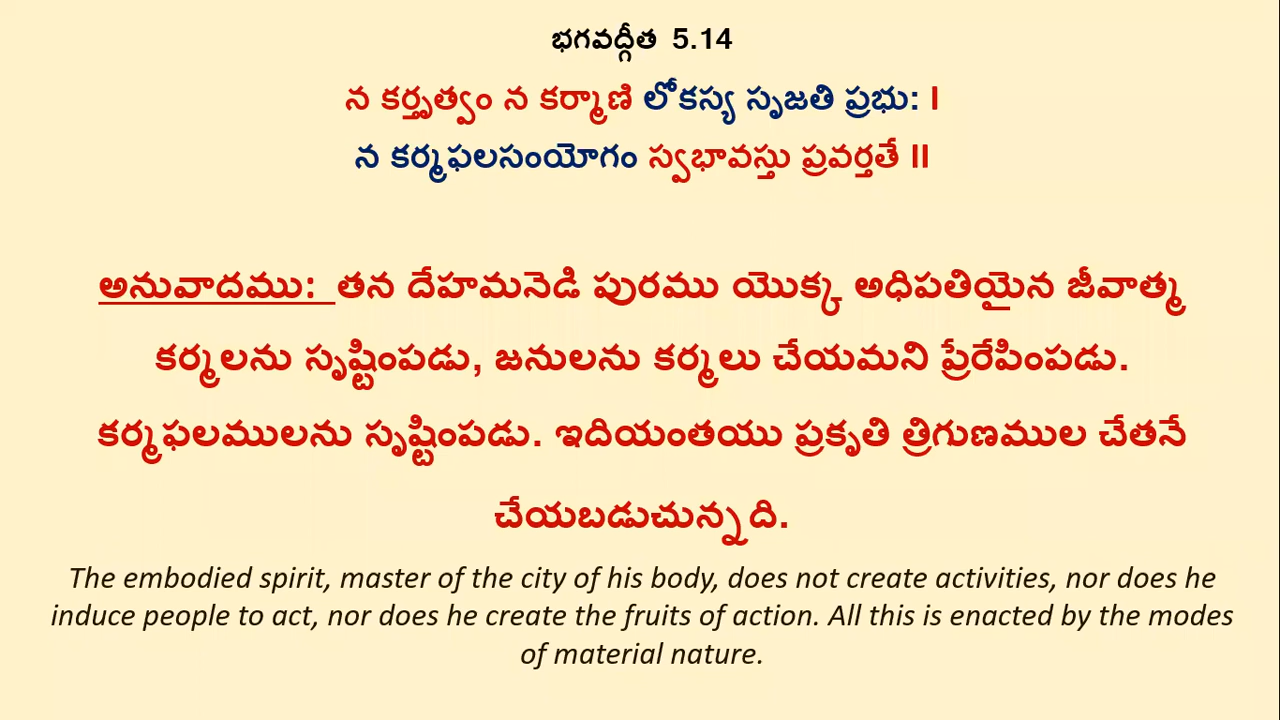 భగవద్గీత 5.14
న కర్తృత్వం న కర్మాణి లోకస్య సృజతి ప్రభు: I
న కర్మఫలసంయోగం స్వభావస్తు ప్రవర్తతే II
అనువాదము: తన దేహమనెడి పురము యొక్క అధిపతియైన జీవాత్మ
కర్మలను సృష్టింపడు, జనులను కర్మలు చేయమని ప్రేరేపింపడు.
కర్మఫలములను సృష్టింపడు. ఇదియంతయు ప్రకృతి త్రిగుణముల చేతనే
చేయబడుచున్నది.
The embodied spirit, master of the city of his body, does not create activities, nor does he
induce people to act, nor does he create the fruits of action. All this is enacted by the modes
of material nature.